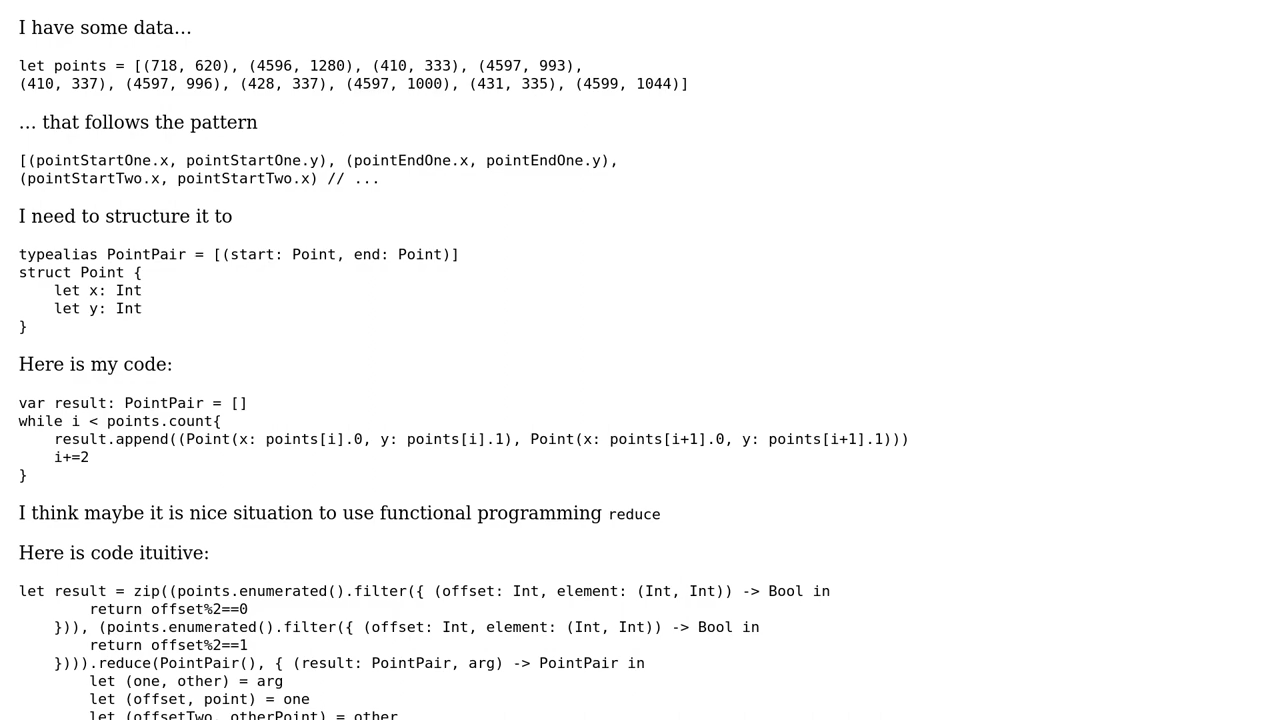 I have some data…
let points = [(718, 620), (4596, 1280), (410, 333), (4597, 993),
(410, 337), (4597, 996), (428, 337), (4597, 1000), (431, 335), (4599, 1044)]
… that follows the pattern
[(pointStartOne.x, pointStartOne.y), (pointEndOne.x, pointEndOne.y),
(pointStartTwo.x, pointStartTwo.x) // ...
I need to structure it to
typealias PointPair = [(start: Point, end: Point)]
struct Point {
    let x: Int
    let y: Int
}
Here is my code:
var result: PointPair = []
while i < points.count{
    result.append((Point(x: points[i].0, y: points[i].1), Point(x: points[i+1].0, y: points[i+1].1)))
    i+=2
}
I think maybe it is nice situation to use functional programming reduce
Here is code ituitive:
let result = zip((points.enumerated().filter({ (offset: Int, element: (Int, Int)) -> Bool in
        return offset%2==0
    })), (points.enumerated().filter({ (offset: Int, element: (Int, Int)) -> Bool in
        return offset%2==1
    }))).reduce(PointPair(), { (result: PointPair, arg) -> PointPair in
        let (one, other) = arg
        let (offset, point) = one
        let (offsetTwo, otherPoint) = other